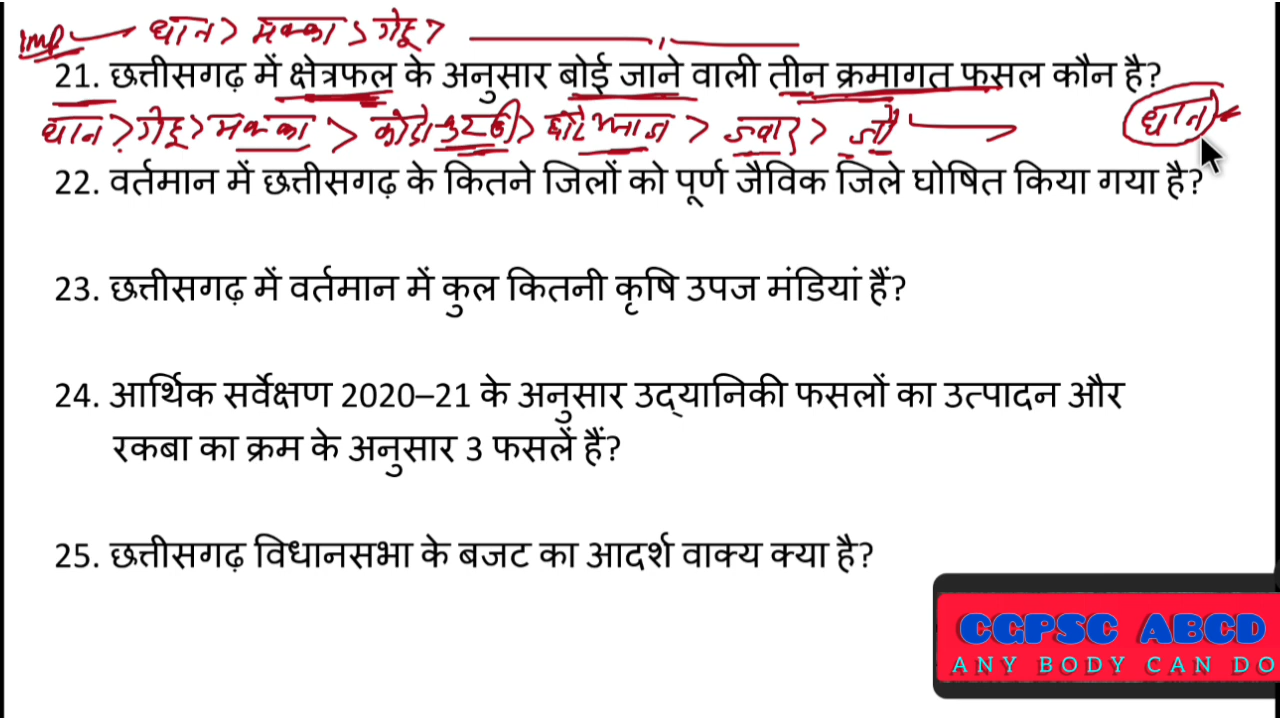 Imp धान > मक्का > गेहू >
21. छत्तीसगढ़ में क्षेत्रफल के अनुसार बोई जाने वाली तीन क्रमागत फसल कौन है?
धान > गेहू > मक्का > कोदो कुटकी > छोटे अनाज > ज्वार > जौ धान
22. वर्तमान में छत्तीसगढ़ के कितने जिलों को पूर्ण जैविक जिले घोषित किया गया है?
23. छत्तीसगढ़ में वर्तमान में कुल कितनी कृषि उपज मंडियां हैं?
24. आर्थिक सर्वेक्षण 2020–21 के अनुसार उद्यानिकी फसलों का उत्पादन और
रकबा का क्रम के अनुसार 3 फसलें हैं?
25. छत्तीसगढ़ विधानसभा के बजट का आदर्श वाक्य क्या है?
CGPSC ABCD
ANY BODY CAN DO